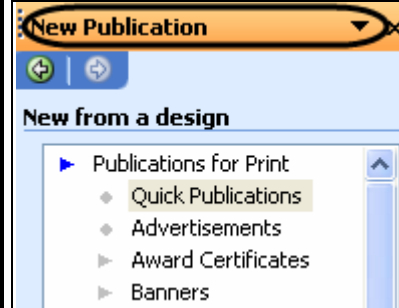 New Publication
New from a design
Publications for Print
Quick Publications
Advertisements
Award Certificates
Banners